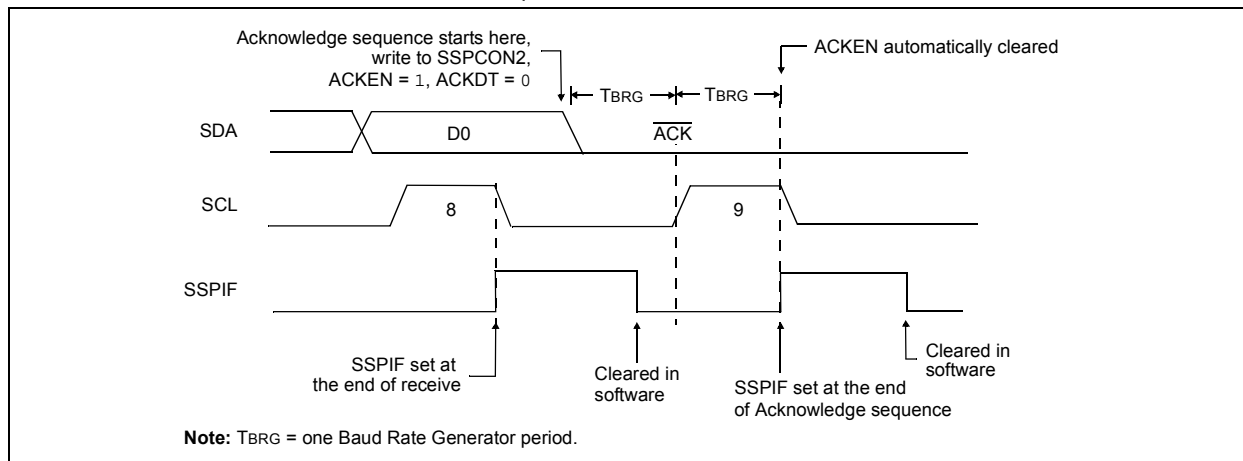 Acknowledge sequence starts here,
write to SSPCON2,
ACKEN = 1, ACKDT = 0
ACKEN automatically cleared
TBRG
TBRG
SDA
D0
ACK
SCL
8
9
SSPIF
SSPIF set at
the end of receive
Cleared in
software
SSPIF set at the end
of Acknowledge sequence
Cleared in
software
Note: TBRG = one Baud Rate Generator period.